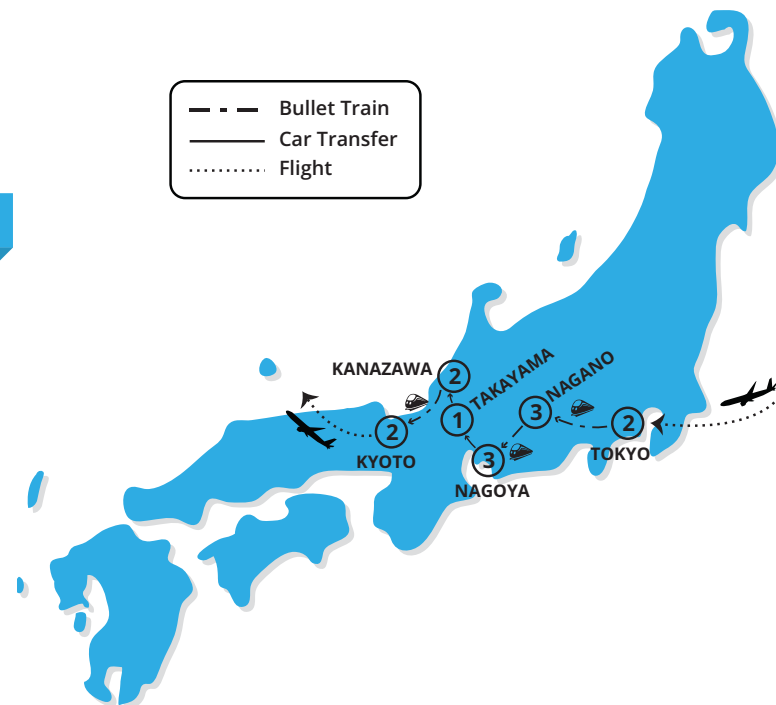 Bullet Train
Car Transfer
Flight
KANAZAWA
2
TAKAYAMA
1
NAGANO
3
2
TOKYO
2
KYOTO
3
NAGOYA